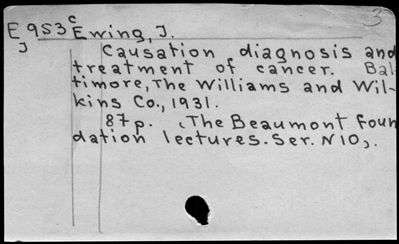 3
E 953c Ewing, J.
J Causation diagnosis and
treatment of cancer. Bal-
timore, The Williams and Wil-
kins Co., 1931.
87p. (The Beaumont foun
dation lectures. Ser. N10).